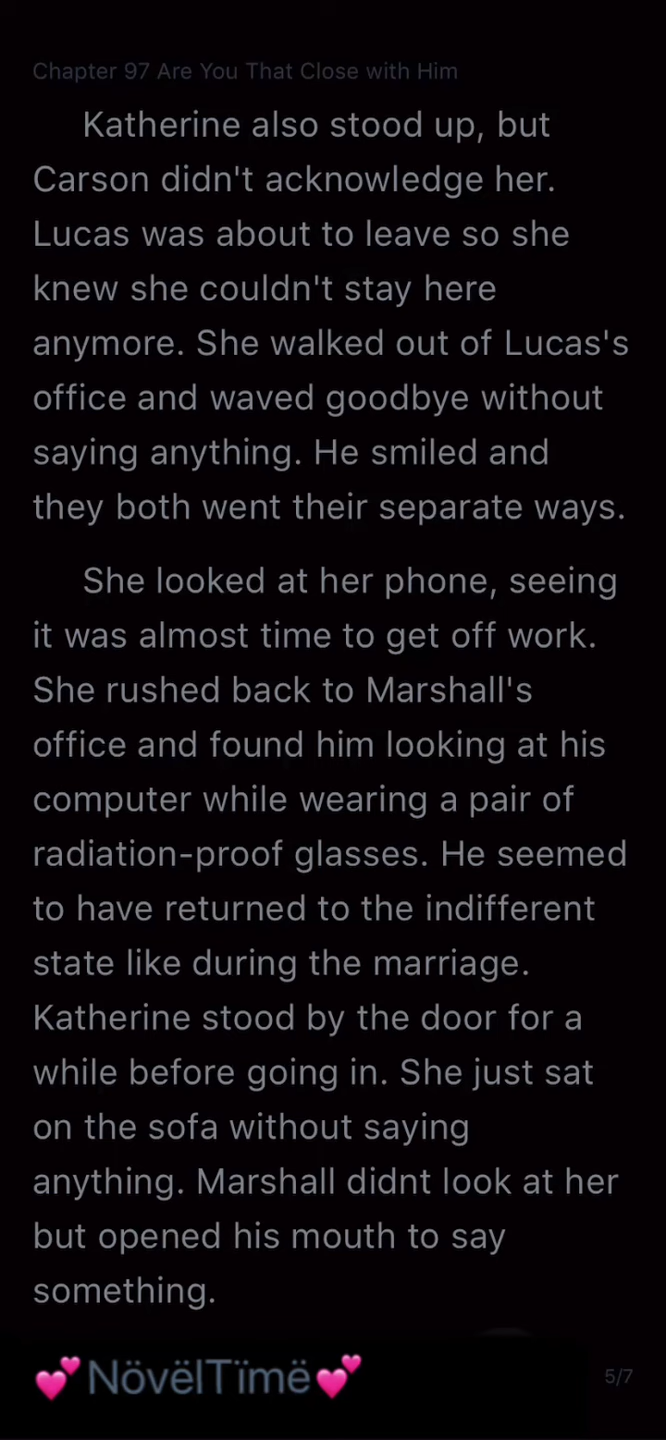 Chapter 97 Are You That Close with Him
Katherine also stood up, but
Carson didn't acknowledge her.
Lucas was about to leave so she
knew she couldn't stay here
anymore. She walked out of Lucas's
office and waved goodbye without
saying anything. He smiled and
they both went their separate ways.
She looked at her phone, seeing
it was almost time to get off work.
She rushed back to Marshall's
office and found him looking at his
computer while wearing a pair of
radiation-proof glasses. He seemed
to have returned to the indifferent
state like during the marriage.
Katherine stood by the door for a
while before going in. She just sat
on the sofa without saying
anything. Marshall didnt look at her
but opened his mouth to say
something.
💕NövëlTïmë💕
5/7